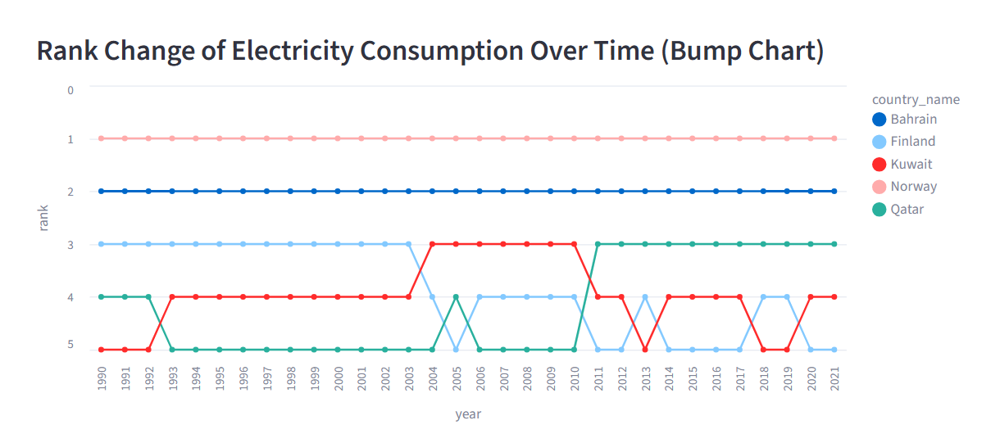 Rank Change of Electricity Consumption Over Time (Bump Chart)
country_name
Bahrain
Finland
Kuwait
Norway
Qatar
rank
0
1
2
3
4
5
1990 1991 1992 1993 1994 1995 1996 1997 1998 1999 2000 2001 2002 2003 2004 2005 2006 2007 2008 2009 2010 2011 2012 2013 2014 2015 2016 2017 2018 2019 2020 2021
year